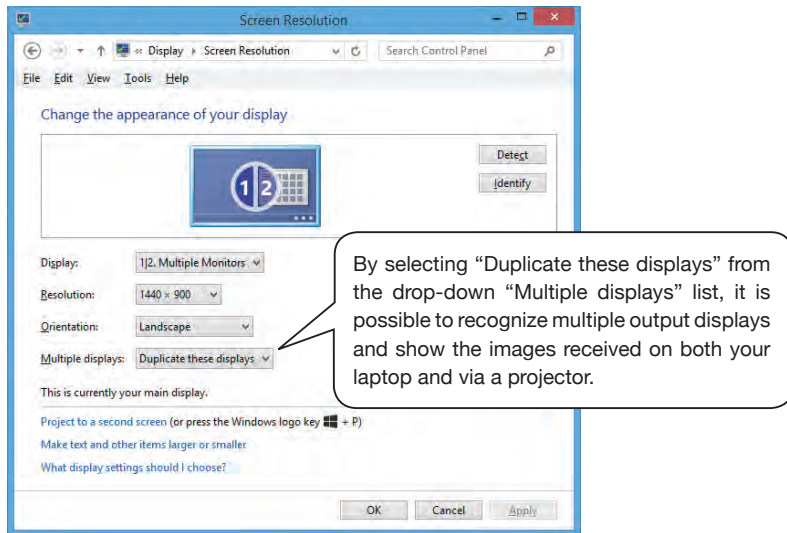 Screen Resolution
« Display ▸ Screen Resolution
Search Control Panel
File Edit View Tools Help
Change the appearance of your display
1 2
Detect
Identify
Display: 1|2. Multiple Monitors
Resolution: 1440 × 900
Orientation: Landscape
Multiple displays: Duplicate these displays
This is currently your main display.
Project to a second screen (or press the Windows logo key + P)
Make text and other items larger or smaller
What display settings should I choose?
OK Cancel Apply
By selecting “Duplicate these displays” from
the drop-down “Multiple displays” list, it is
possible to recognize multiple output displays
and show the images received on both your
laptop and via a projector.